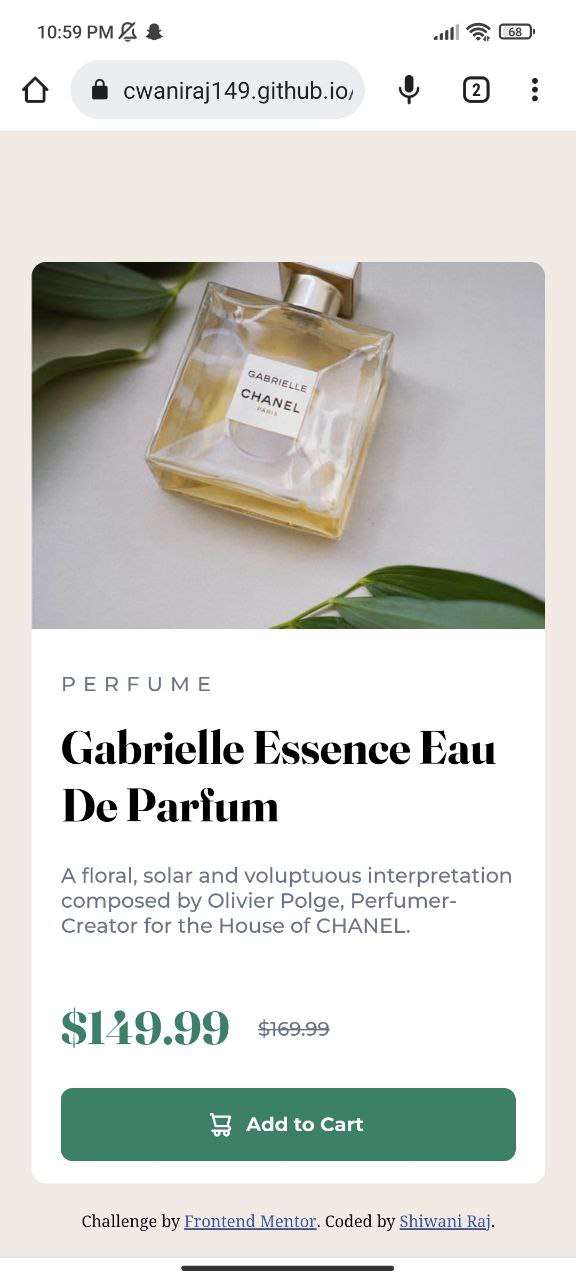 10:59 PM
68
cwaniraj149.github.io/
2
GABRIELLE
CHANEL
PARIS
PERFUME
Gabrielle Essence Eau
De Parfum
A floral, solar and voluptuous interpretation
composed by Olivier Polge, Perfumer-
Creator for the House of CHANEL.
$149.99 $169.99
Add to Cart
Challenge by Frontend Mentor. Coded by Shiwani Raj.